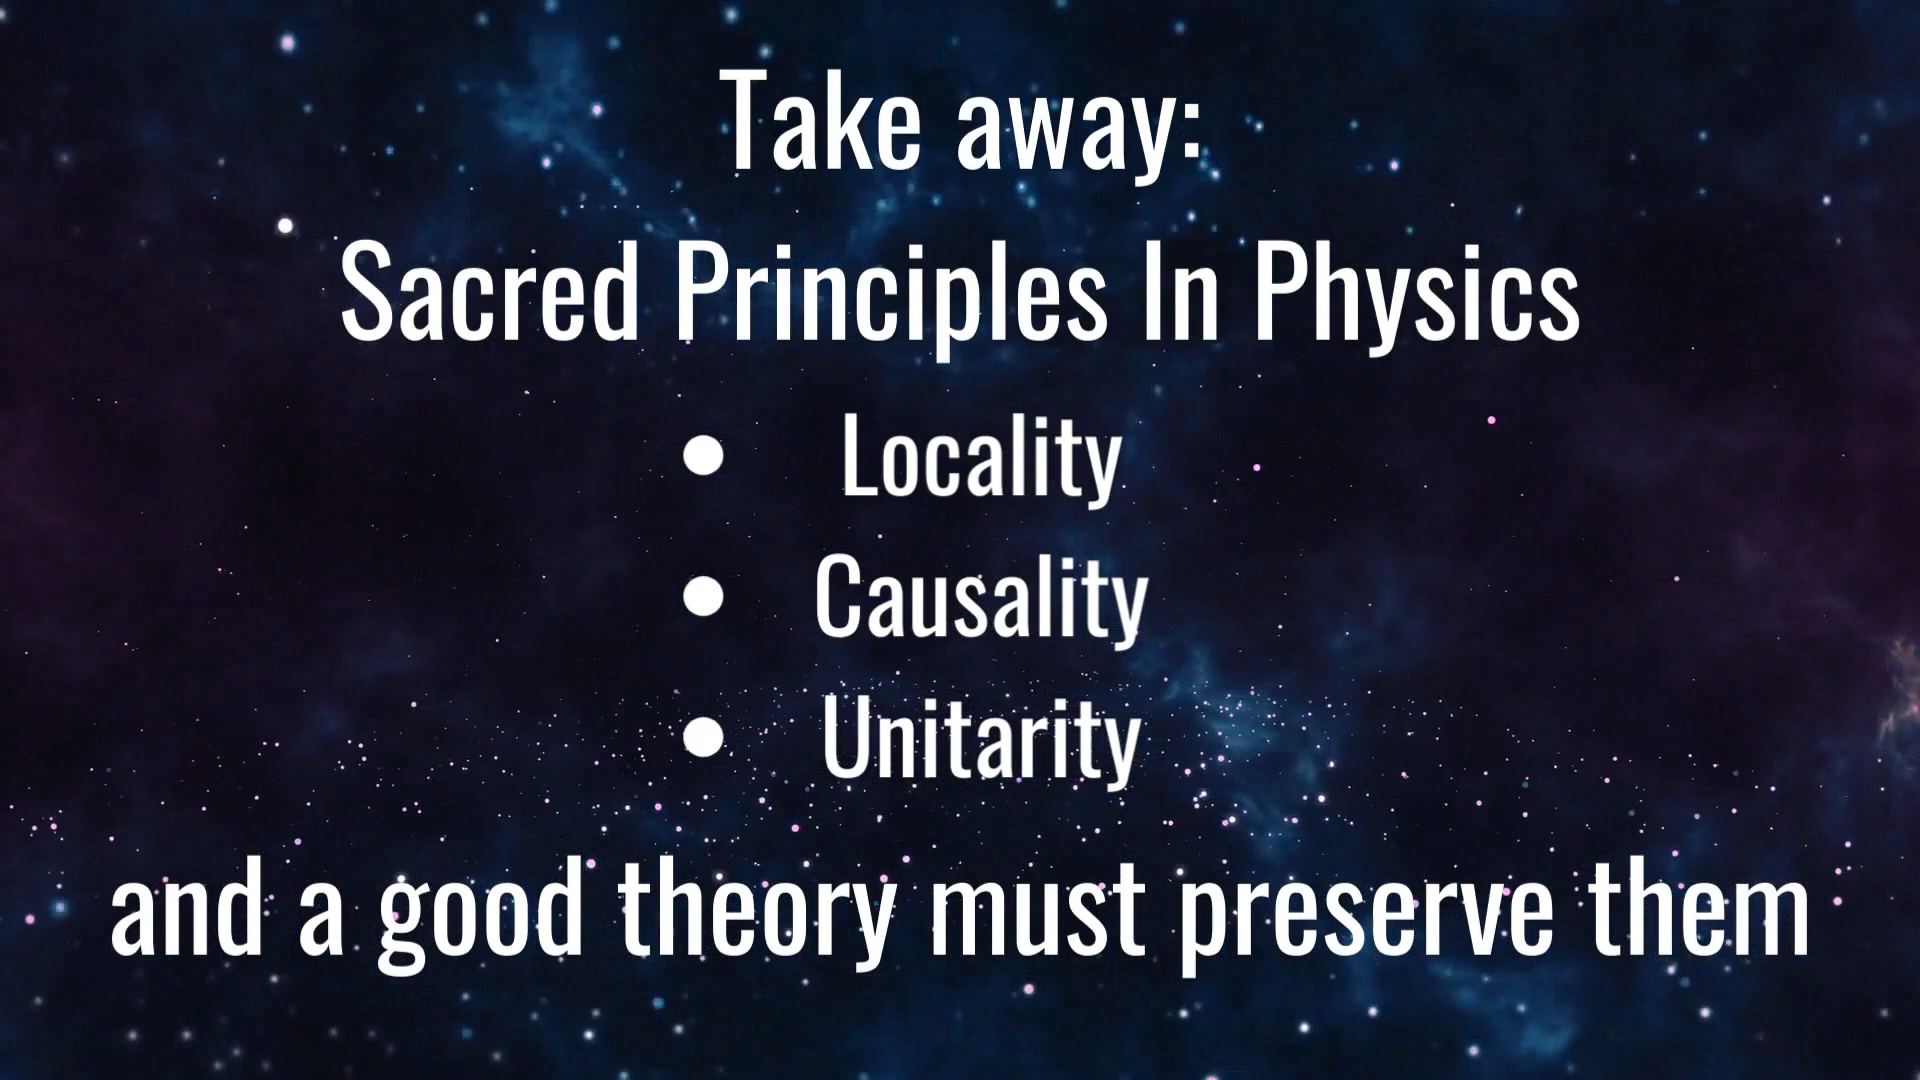 Take away:
Sacred Principles In Physics
• Locality
• Causality
• Unitarity
and a good theory must preserve them